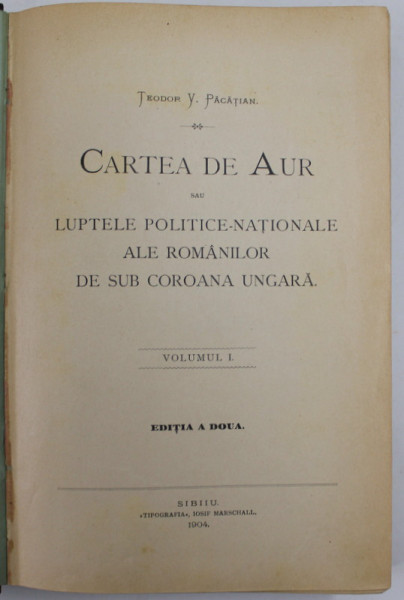 Teodor V. Păcățian.
CARTEA DE AUR
SAU
LUPTELE POLITICE-NAȚIONALE
ALE ROMÂNILOR
DE SUB COROANA UNGARĂ.
VOLUMUL I.
EDIȚIA A DOUA.
SIBIIU.
«TIPOGRAFIA», IOSIF MARSCHALL,
1904.